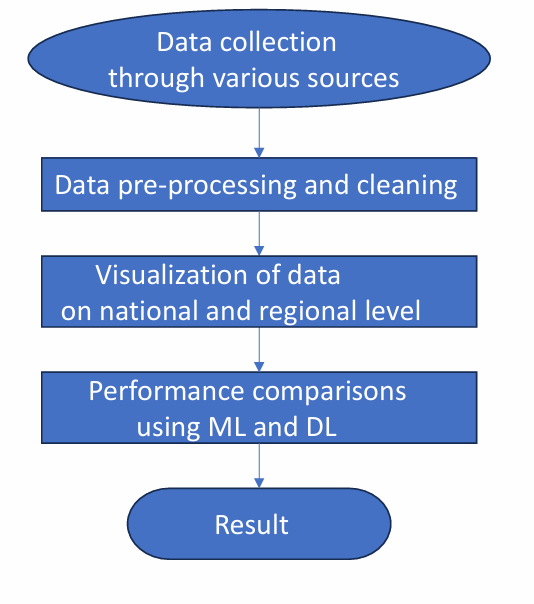 Data collection
through various sources
Data pre-processing and cleaning
Visualization of data
on national and regional level
Performance comparisons
using ML and DL
Result